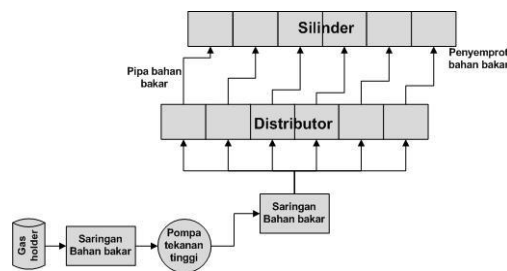 Silinder
Pipa bahan
bakar
Penyemprot
bahan bakar
Distributor
Saringan
Bahan bakar
Gas
holder
Saringan
Bahan bakar
Pompa
tekanan
tinggi